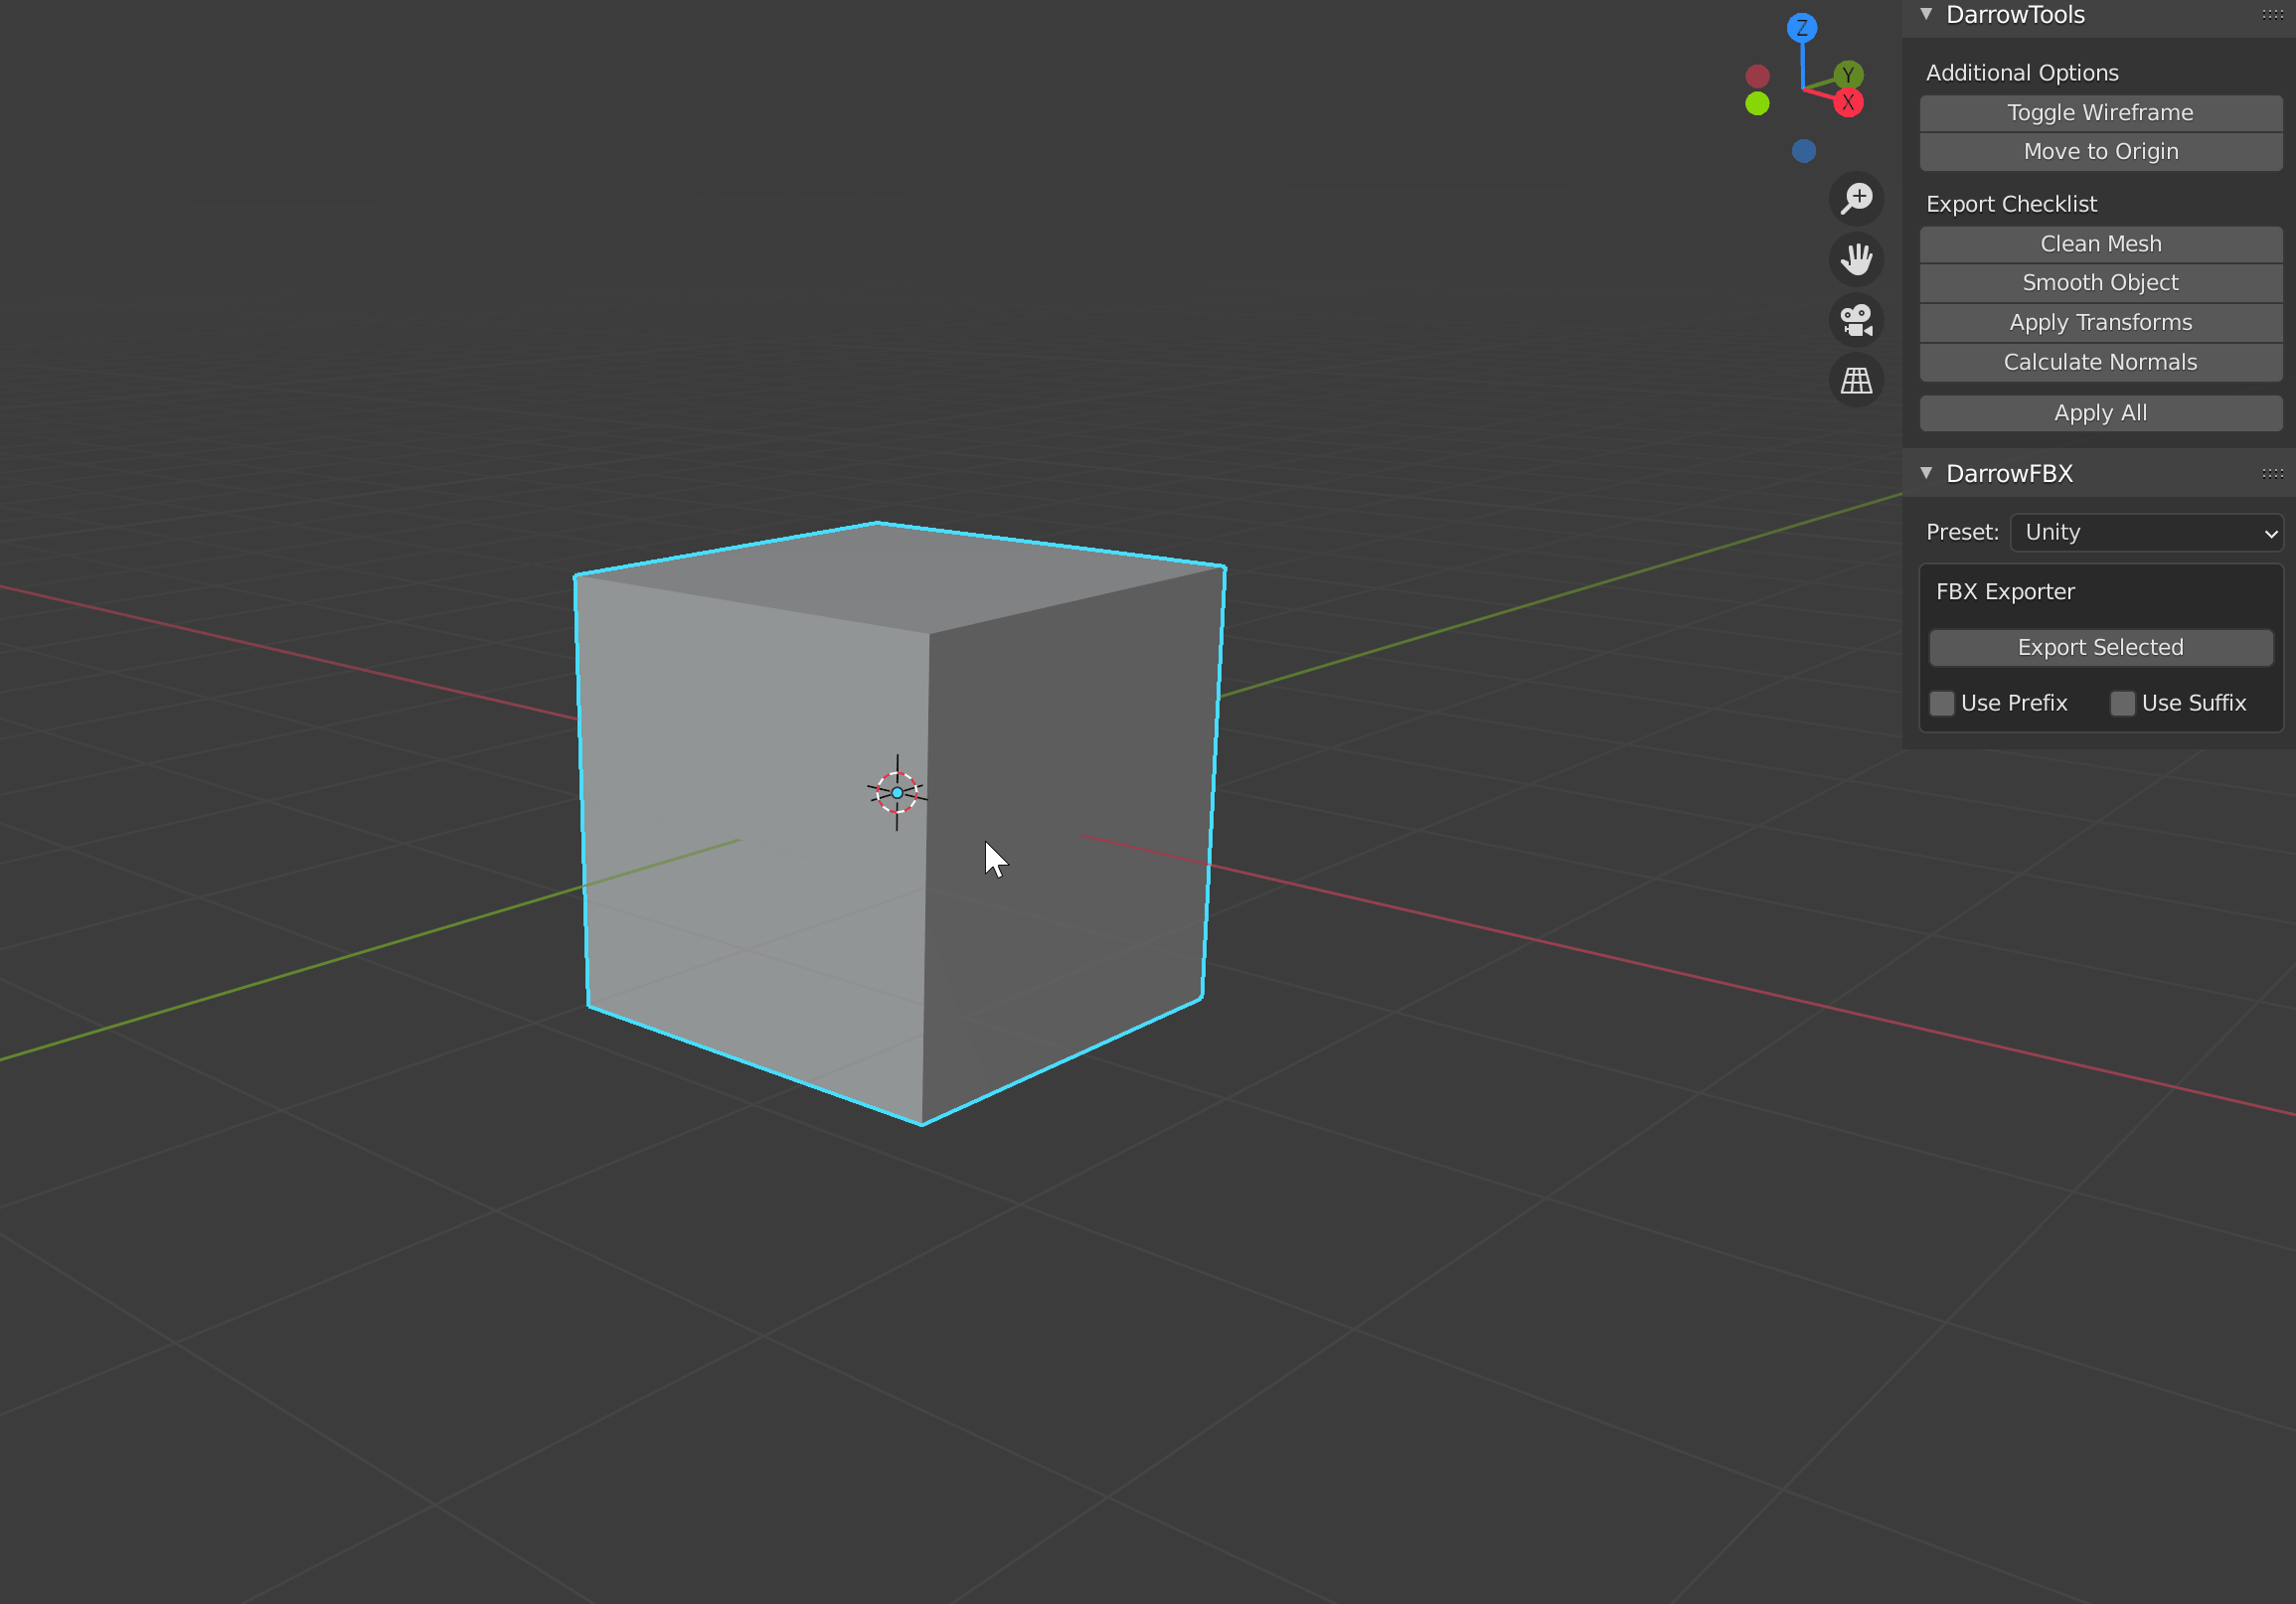 DarrowTools
Additional Options
Toggle Wireframe
Move to Origin
Export Checklist
Clean Mesh
Smooth Object
Apply Transforms
Calculate Normals
Apply All
DarrowFBX
Preset: Unity
FBX Exporter
Export Selected
Use Prefix Use Suffix
Z
Y
X